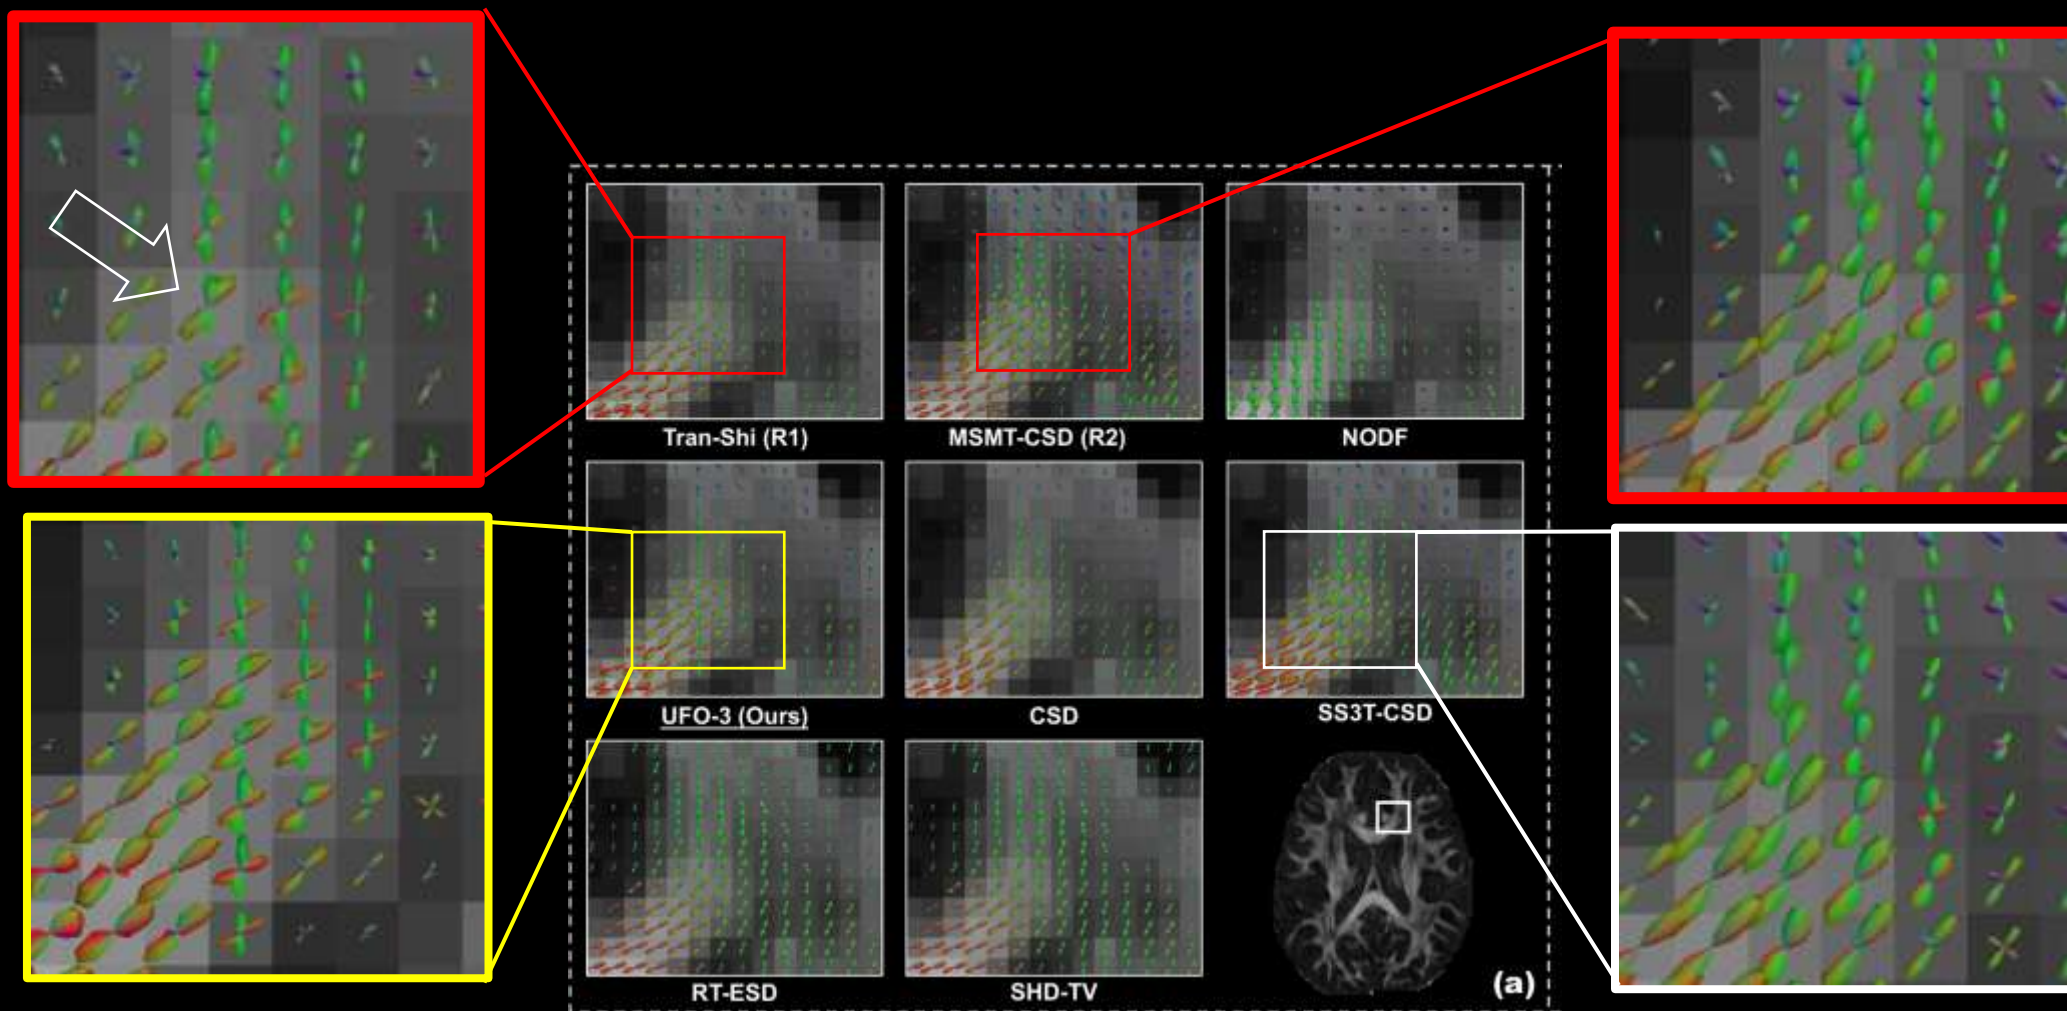 Tran-Shi (R1)
MSMT-CSD (R2)
NODF
UFO-3 (Ours)
CSD
SS3T-CSD
RT-ESD
SHD-TV
(a)